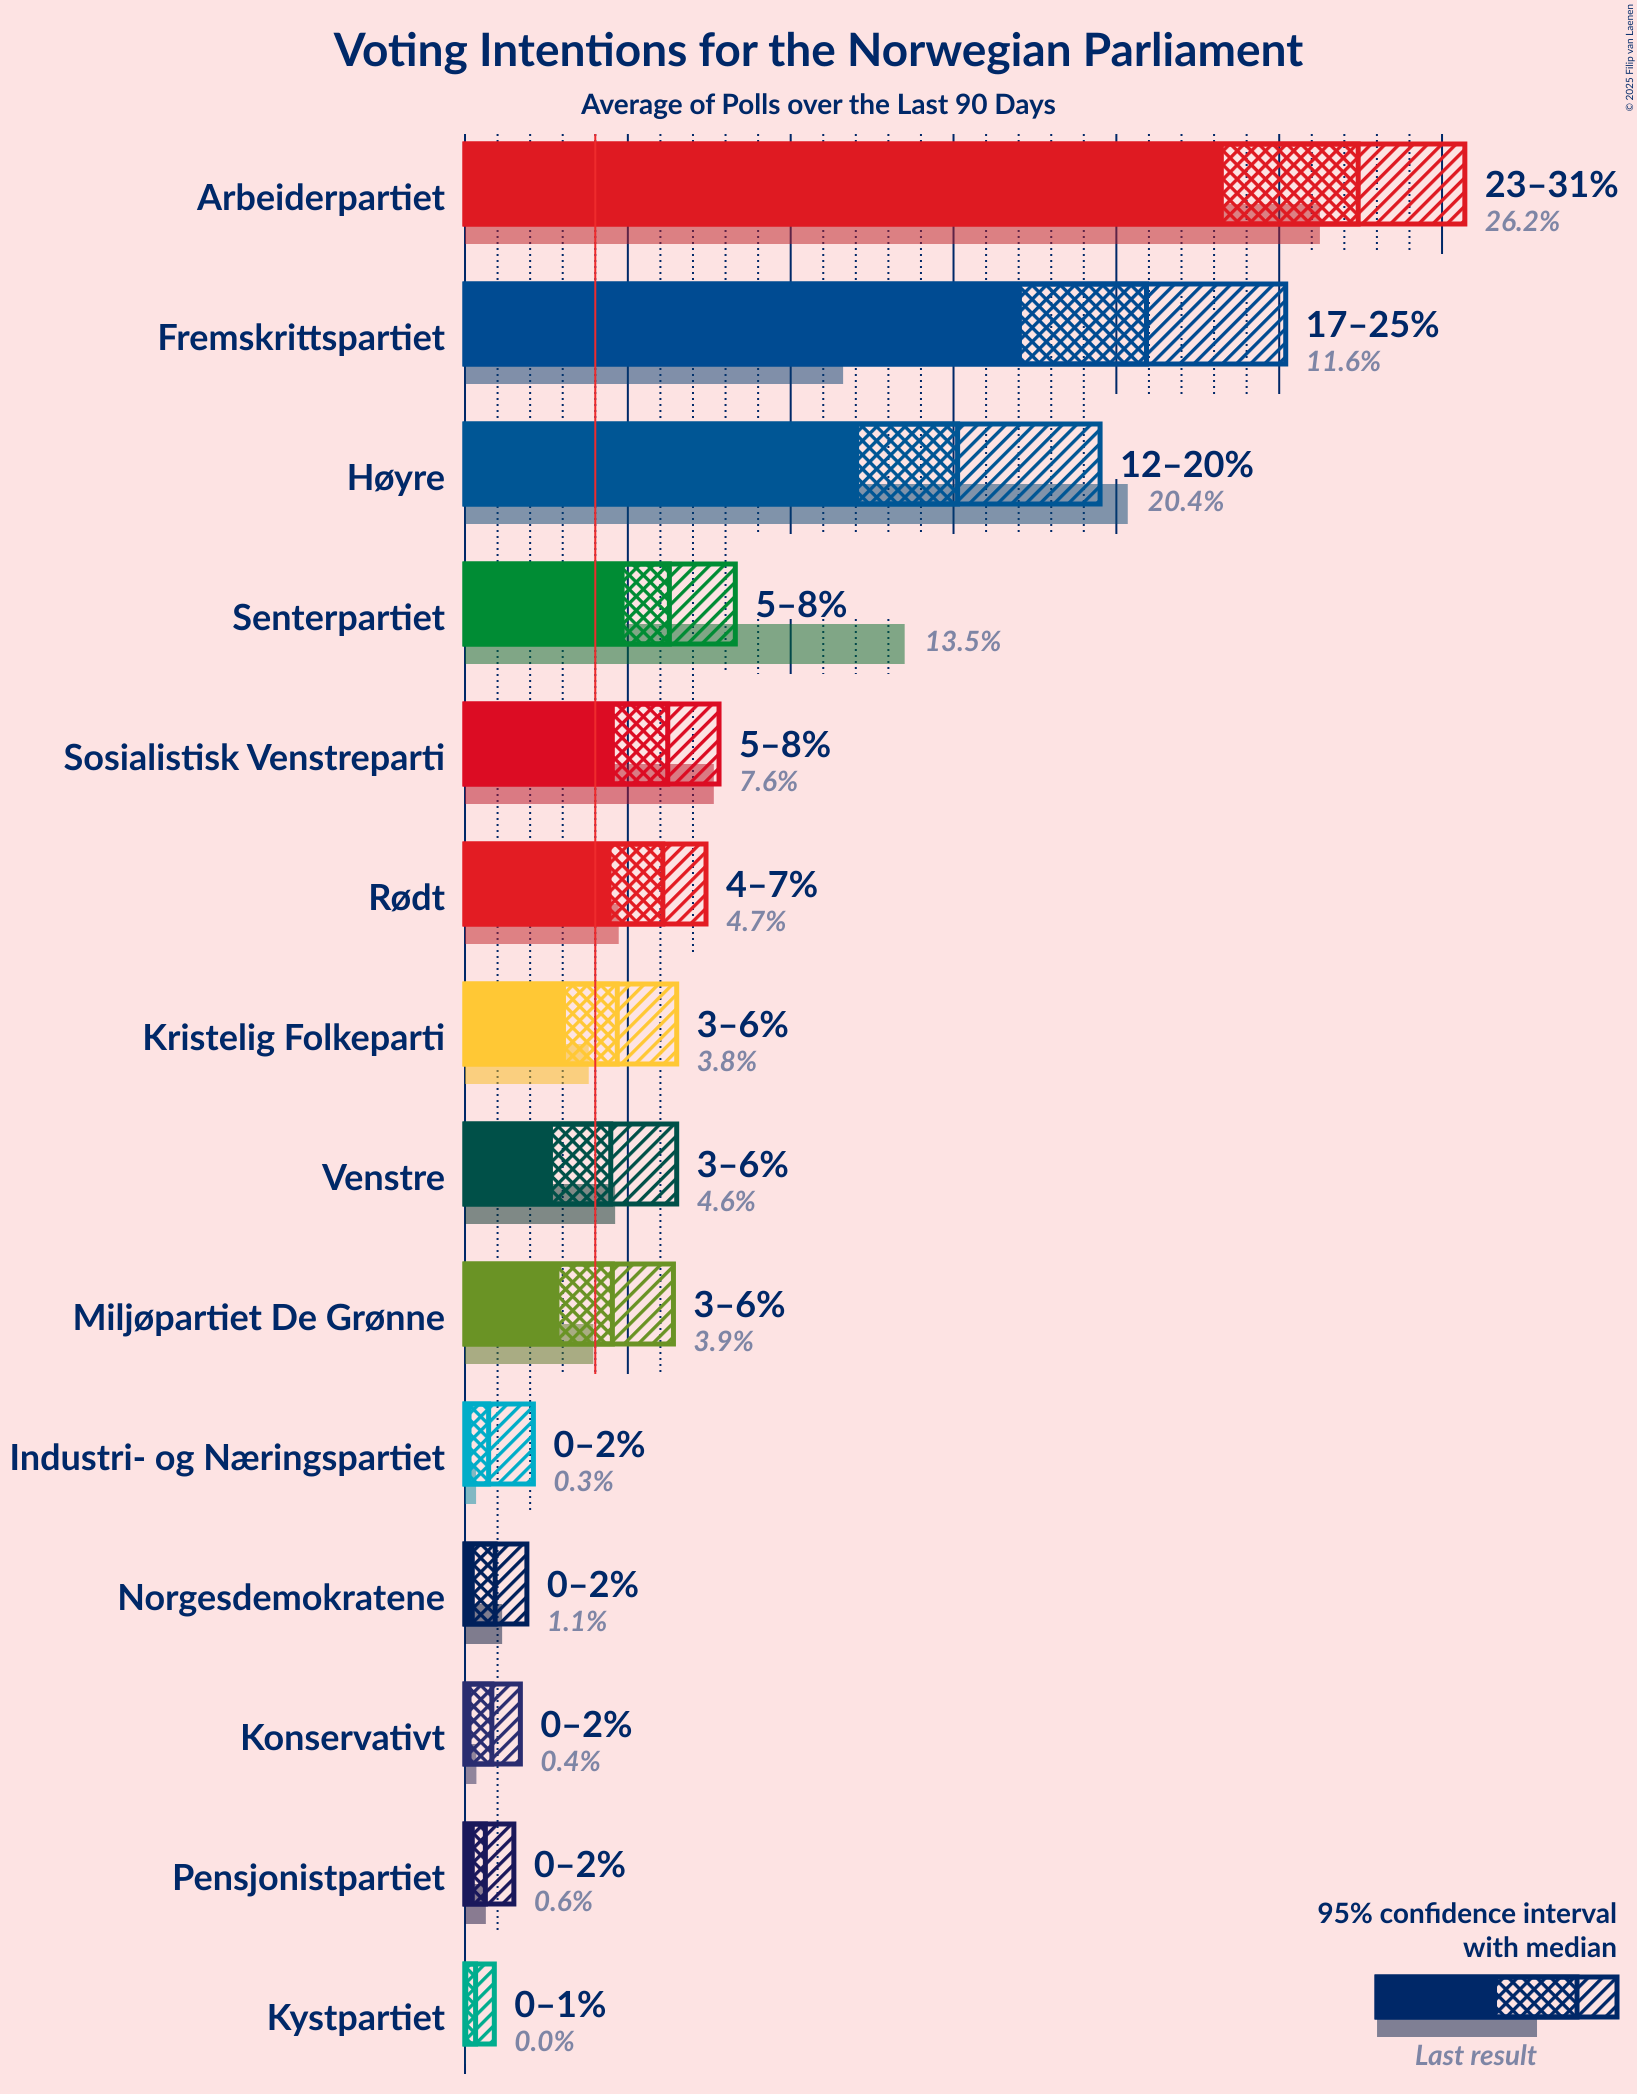 Voting Intentions for the Norwegian Parliament
Average of Polls over the Last 90 Days
© 2025 Filip van Laenen
Arbeiderpartiet
23–31%
26.2%
Fremskrittspartiet
17–25%
11.6%
Høyre
12–20%
20.4%
Senterpartiet
5–8%
13.5%
Sosialistisk Venstreparti
5–8%
7.6%
Rødt
4–7%
4.7%
Kristelig Folkeparti
3–6%
3.8%
Venstre
3–6%
4.6%
Miljøpartiet De Grønne
3–6%
3.9%
Industri- og Næringspartiet
0–2%
0.3%
Norgesdemokratene
0–2%
1.1%
Konservativt
0–2%
0.4%
Pensjonistpartiet
0–2%
0.6%
Kystpartiet
0–1%
0.0%
95% confidence interval
with median
Last result